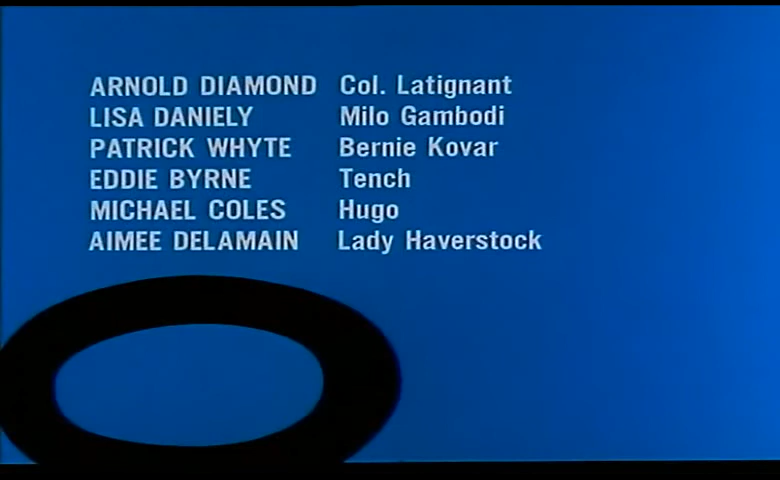 ARNOLD DIAMOND Col. Latignant
LISA DANIELY Milo Gambodi
PATRICK WHYTE Bernie Kovar
EDDIE BYRNE Tench
MICHAEL COLES Hugo
AIMEE DELAMAIN Lady Haverstock